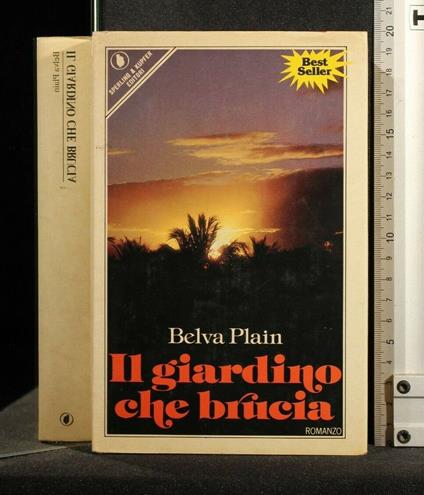 SPERLING & KUPFER
EDITORI
Best
Seller
Belva Plain
Il giardino
che brucia
ROMANZO
Belva Plain
IL GIARDINO CHE BRUCIA